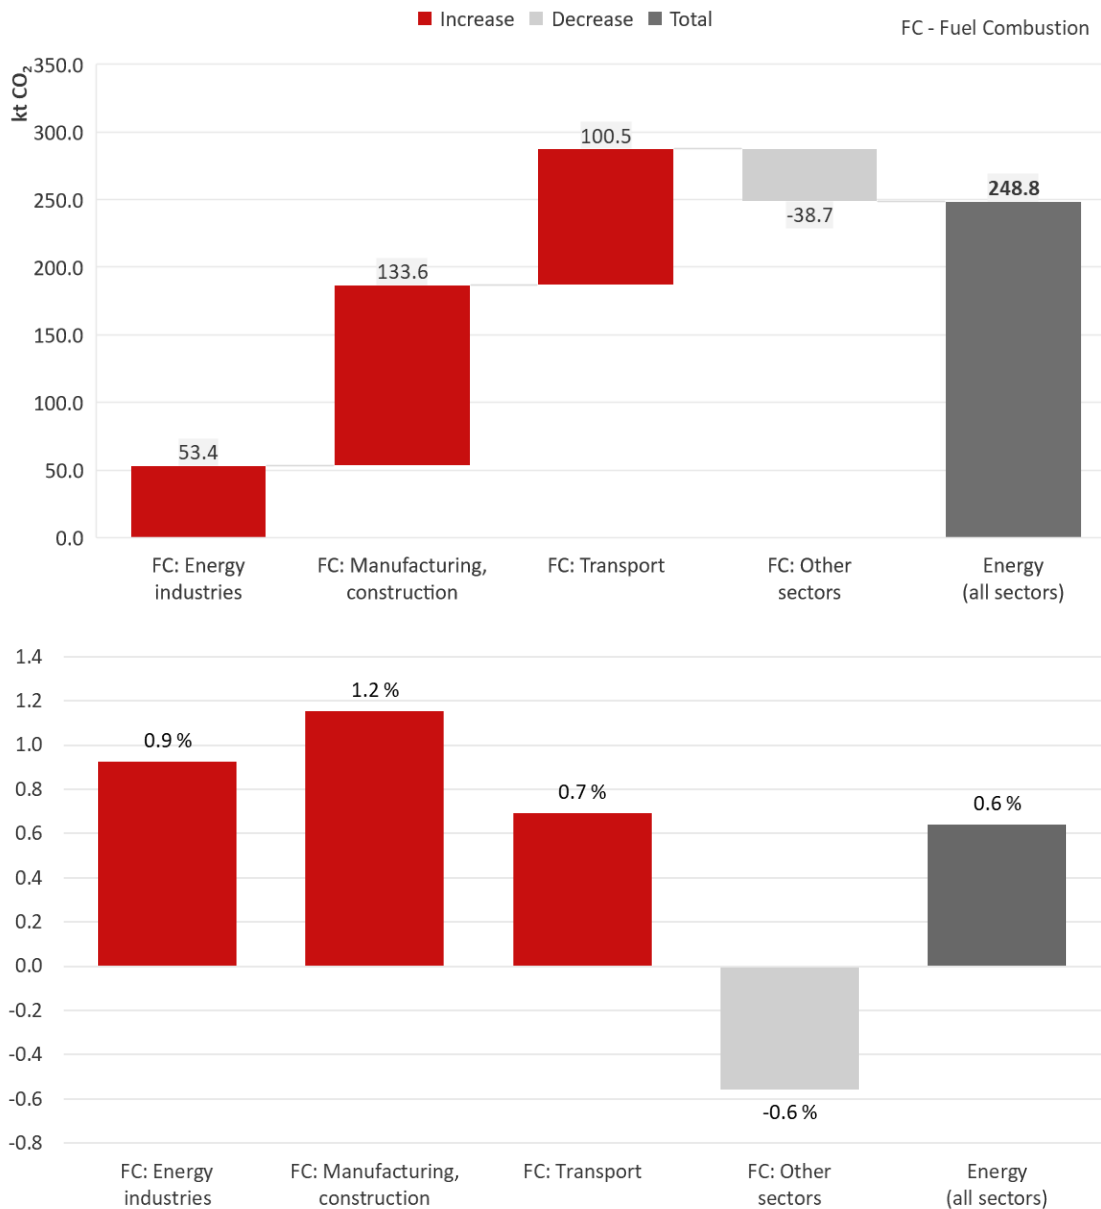 Increase Decrease Total
FC - Fuel Combustion
kt CO₂
350.0
300.0
250.0
200.0
150.0
100.0
50.0
0.0
53.4
133.6
100.5
-38.7
248.8
FC: Energy
industries
FC: Manufacturing,
construction
FC: Transport
FC: Other
sectors
Energy
(all sectors)
1.4
1.2
1.0
0.8
0.6
0.4
0.2
0.0
-0.2
-0.4
-0.6
-0.8
0.9 %
1.2 %
0.7 %
-0.6 %
0.6 %
FC: Energy
industries
FC: Manufacturing,
construction
FC: Transport
FC: Other
sectors
Energy
(all sectors)